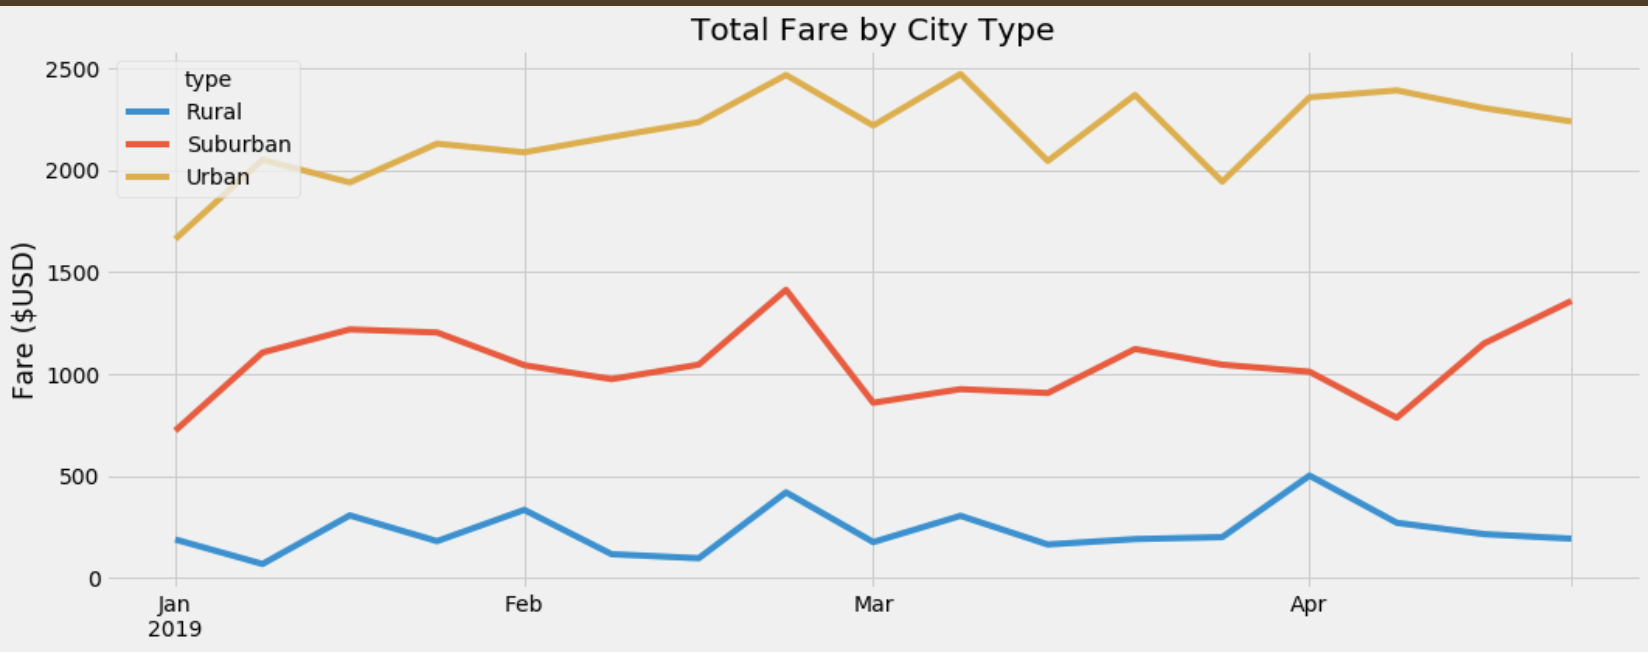 Total Fare by City Type
type
Rural
Suburban
Urban
Fare ($USD)
2500
2000
1500
1000
500
0
Jan
2019
Feb
Mar
Apr